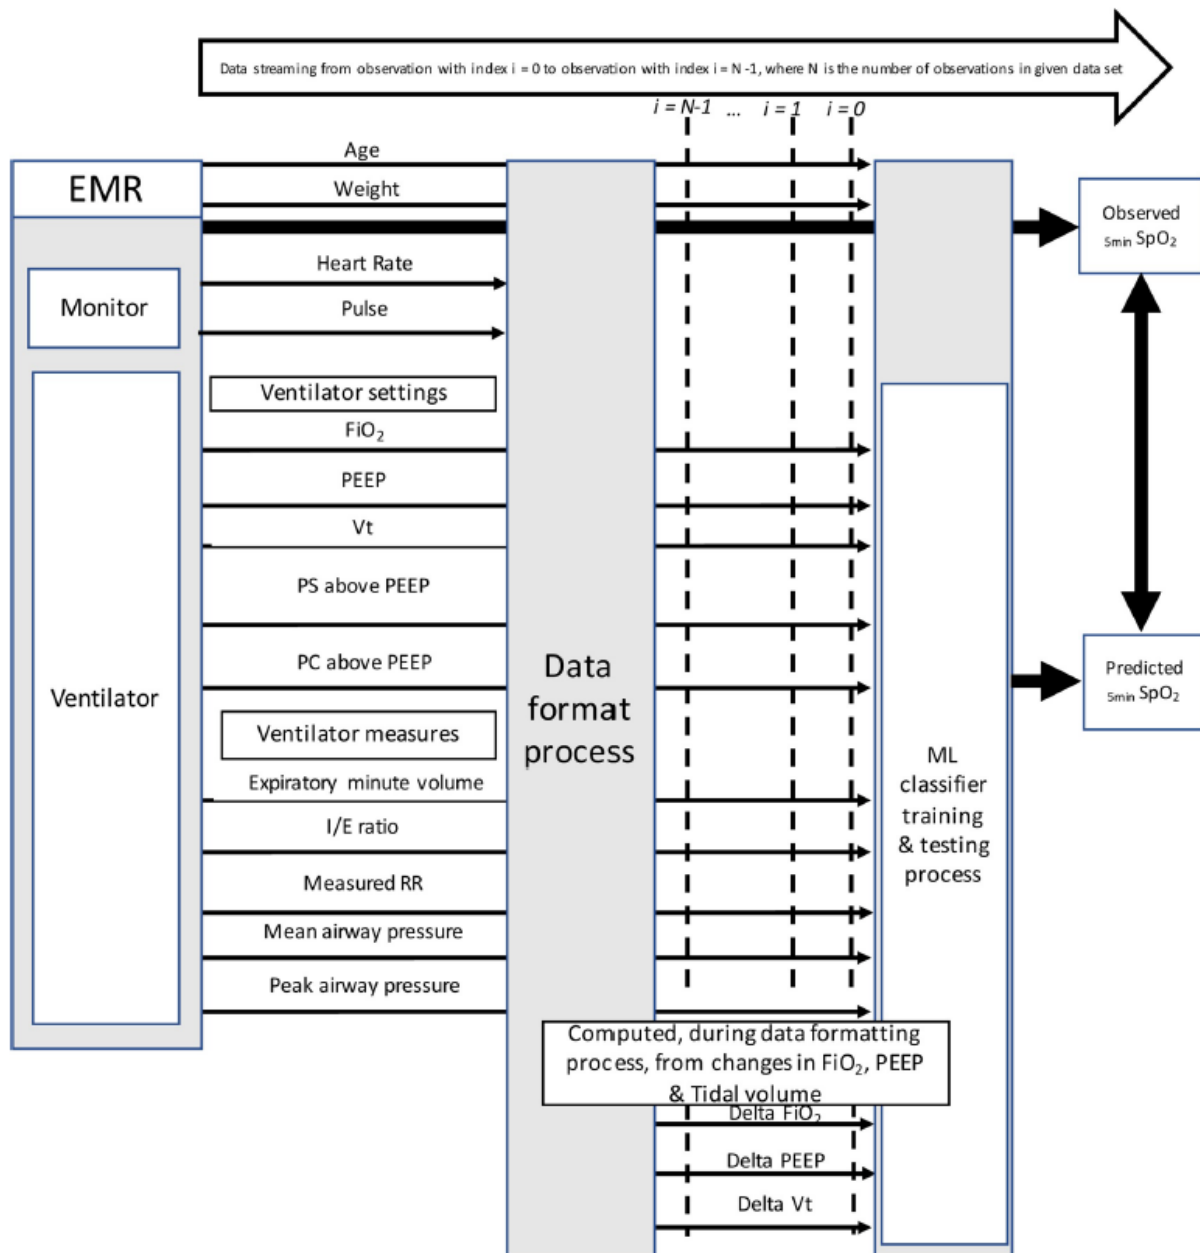 Data streaming from observation with index i = 0 to observation with index i = N -1, where N is the number of observations in given data set
i = N-1 ... i = 1 i = 0
EMR
Age
Weight
Observed
5min SpO₂
Monitor
Heart Rate
Pulse
Ventilator settings
FiO₂
PEEP
Vt
PS above PEEP
PC above PEEP
Ventilator
Data
format
process
Predicted
5min SpO₂
Ventilator measures
Expiratory minute volume
I/E ratio
Measured RR
Mean airway pressure
Peak airway pressure
ML
classifier
training
& testing
process
Computed, during data formatting
process, from changes in FiO₂, PEEP
& Tidal volume
Delta FiO₂
Delta PEEP
Delta Vt